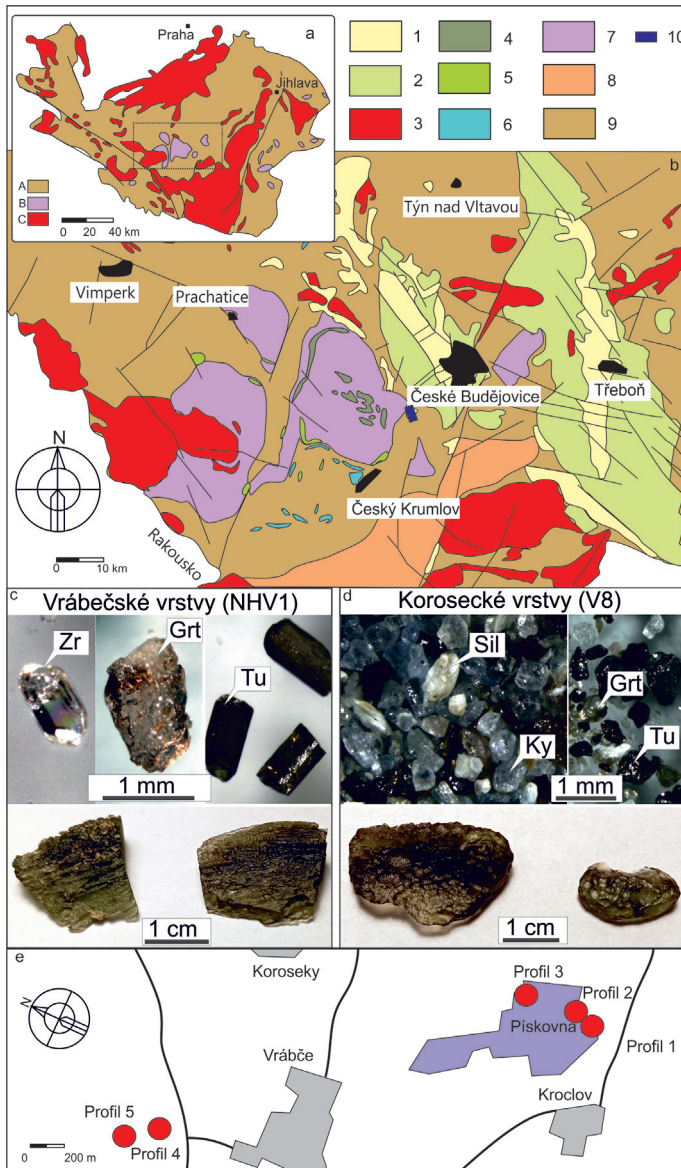 Praha
a
Jihlava
A
B
C
0 20 40
km
1
4
7
10
2
5
8
3
6
9
b
Týn nad Vltavou
Vimperk
Prachatice
České Budějovice
Třeboň
N
Český Krumlov
Rakousko
0 10 km
c
Vrábečské vrstvy (NHV1)
Zr
Grt
Tu
1 mm
1 cm
d
Korosecké vrstvy (V8)
Sil
Grt
Ky
Tu
1 mm
1 cm
e
Koroseky
Profil 3
Profil 2
Pískovna
N
Vrábče
Profil 1
Kroclov
Profil 5
Profil 4
0 200 m